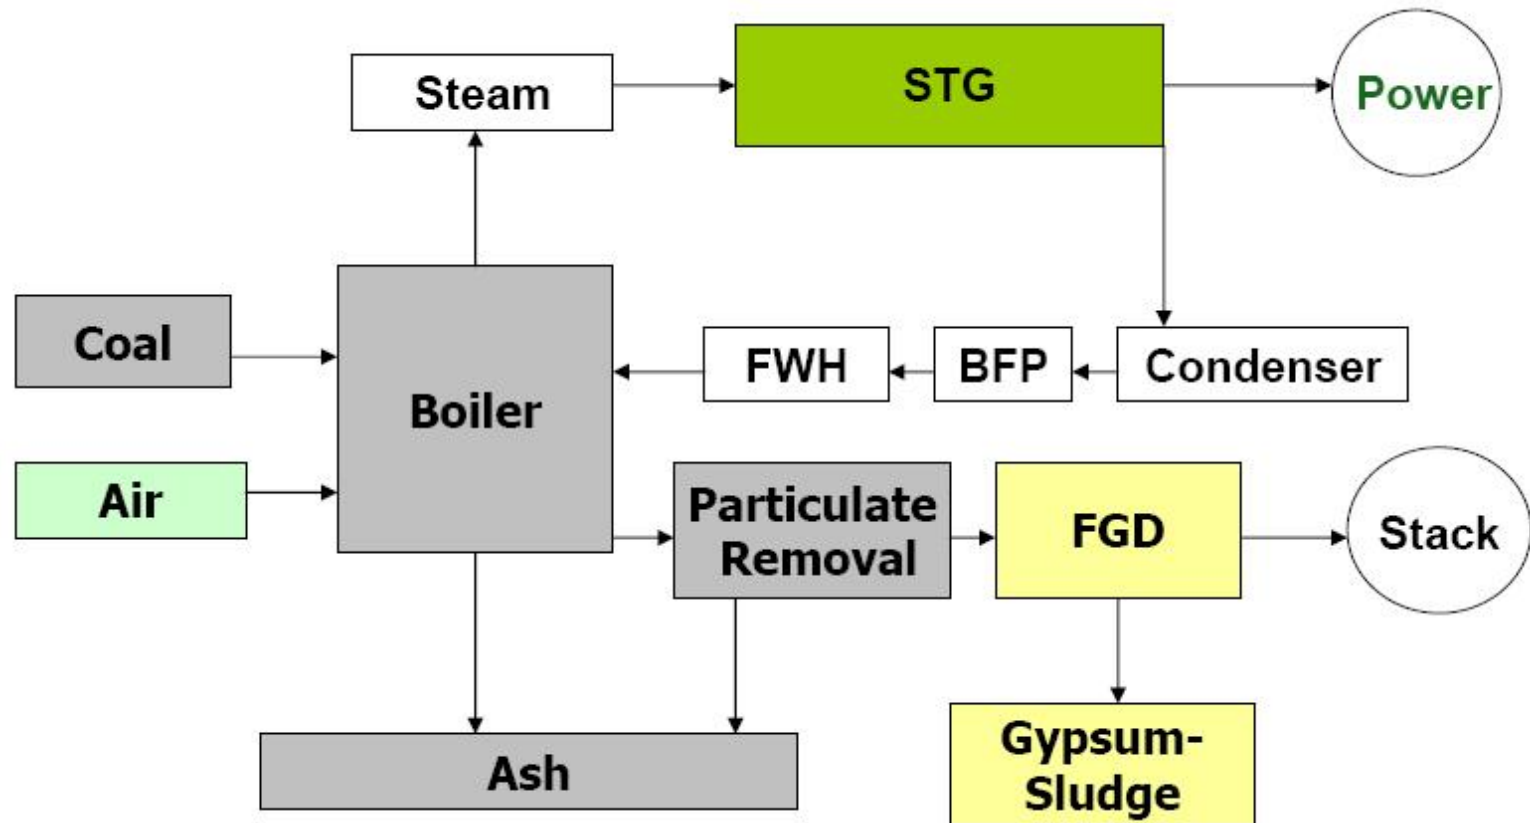 Steam
STG
Power
Coal
Boiler
FWH
BFP
Condenser
Air
Particulate
Removal
FGD
Stack
Ash
Gypsum-
Sludge